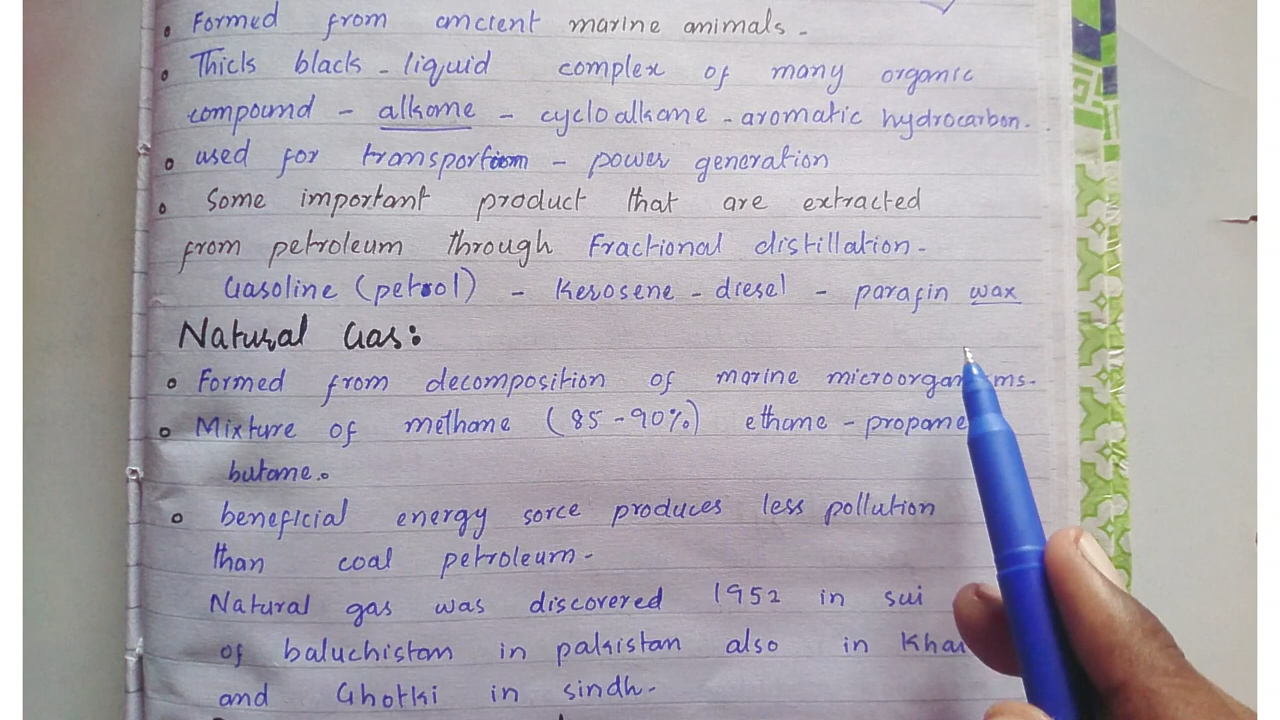 • Formed from ancient marine animals.
• Thick black - liquid complex of many organic
compound - alkane - cycloalkane - aromatic hydrocarbon.
• used for transportion - power generation
• Some important product that are extracted
from petroleum through Fractional distillation -
Gasoline (petrol) - Kerosene - diesel - parafin wax
Natural Gas:
• Formed from decomposition of marine
• Mixture of methane (85-90%) ethane - propane
butane.
• beneficial energy sorce produces less pollution
than coal petroleum -
Natural gas was discovered 1952 in sui
of baluchistan in pakistan also in
and Ghotki in sindh.